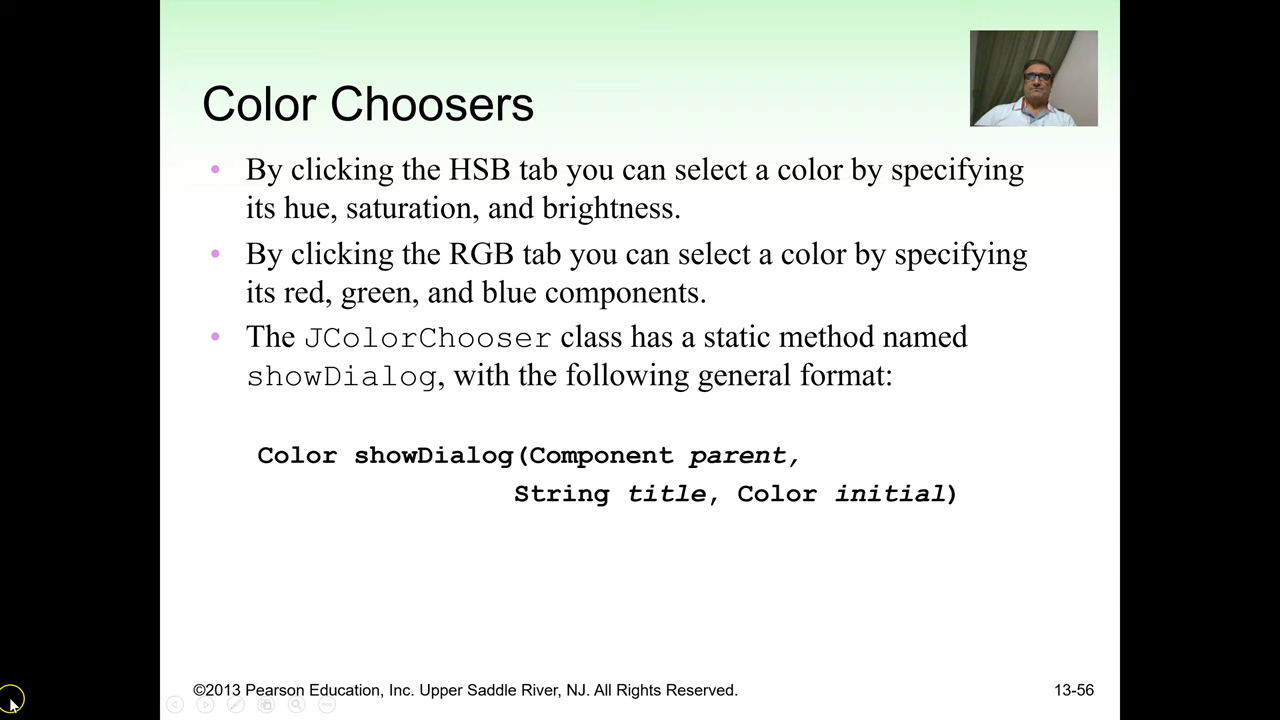 Color Choosers
• By clicking the HSB tab you can select a color by specifying
its hue, saturation, and brightness.
• By clicking the RGB tab you can select a color by specifying
its red, green, and blue components.
• The JColorChooser class has a static method named
showDialog, with the following general format:
Color showDialog(Component parent,
String title, Color initial)
©2013 Pearson Education, Inc. Upper Saddle River, NJ. All Rights Reserved.
13-56